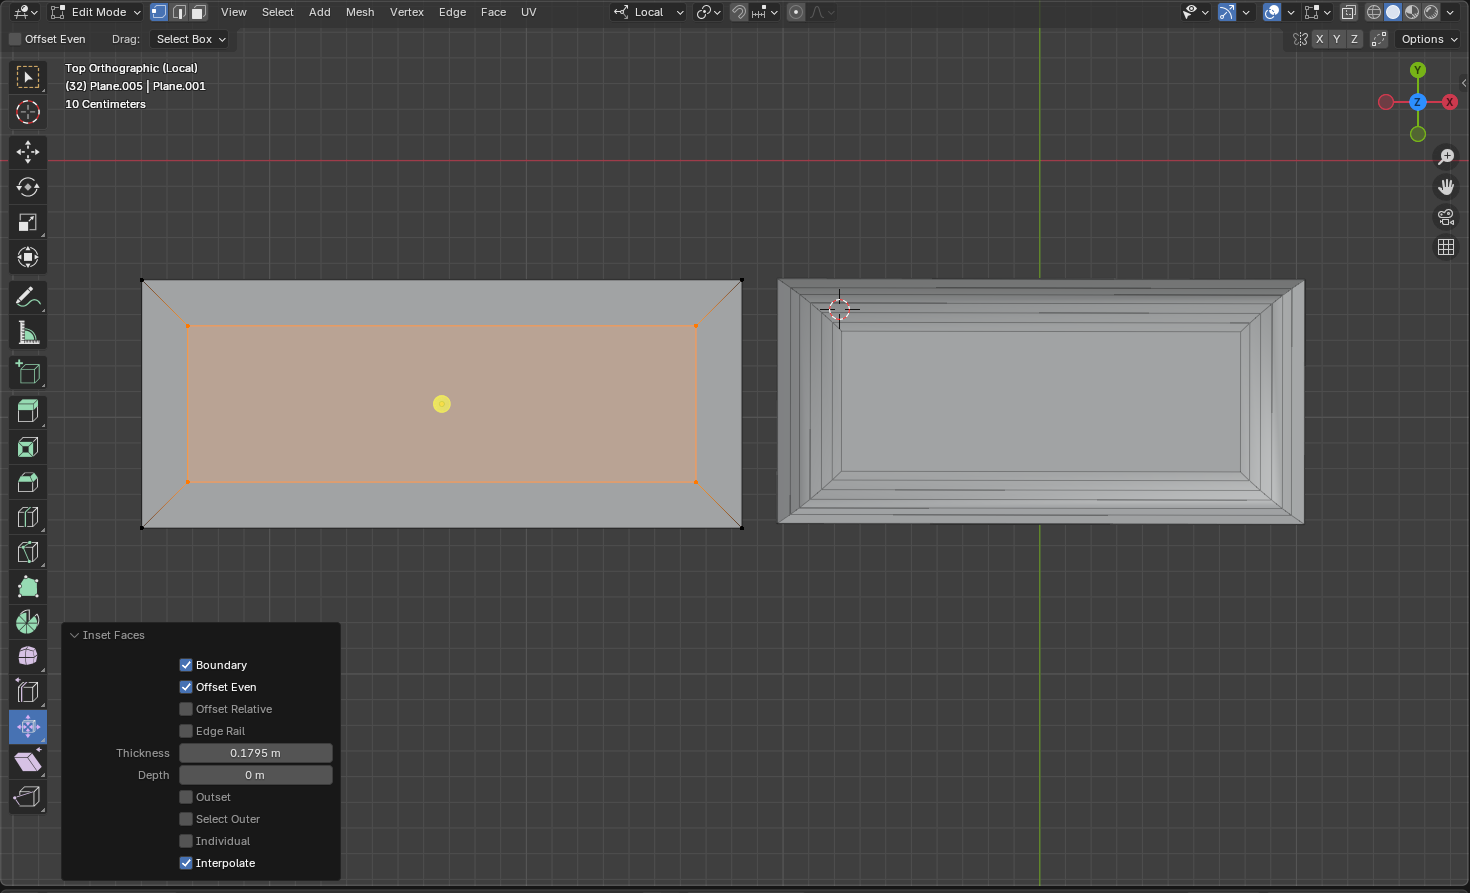 Edit Mode View Select Add Mesh Vertex Edge Face UV Local
Offset Even Drag: Select Box X Y Z Options
Top Orthographic (Local)
(32) Plane.005 | Plane.001
10 Centimeters
Y
Z X
Inset Faces
Boundary
Offset Even
Offset Relative
Edge Rail
Thickness 0.1795 m
Depth 0 m
Outset
Select Outer
Individual
Interpolate